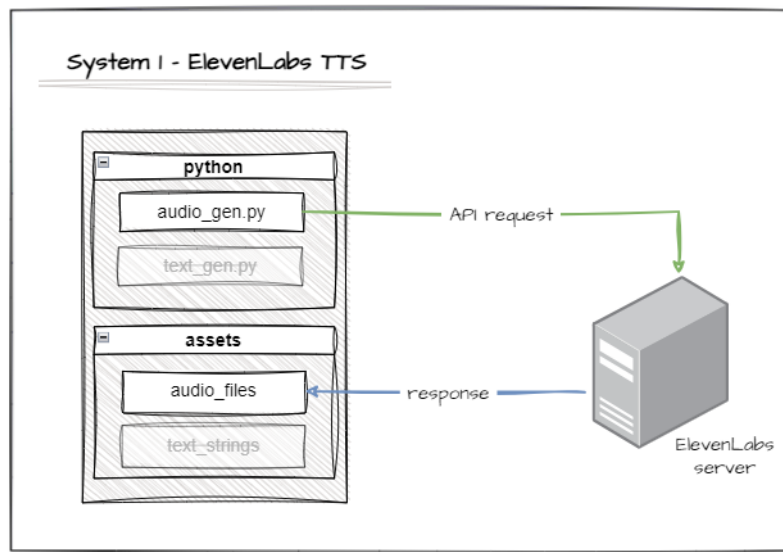 System 1 - ElevenLabs TTS
python
audio_gen.py
API request
text_gen.py
assets
audio_files
response
text_strings
ElevenLabs
server